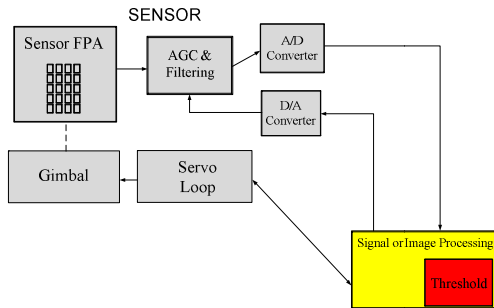 SENSOR
Sensor FPA
AGC &
Filtering
A/D
Converter
D/A
Converter
Gimbal
Servo
Loop
Signal or Image Processing
Threshold